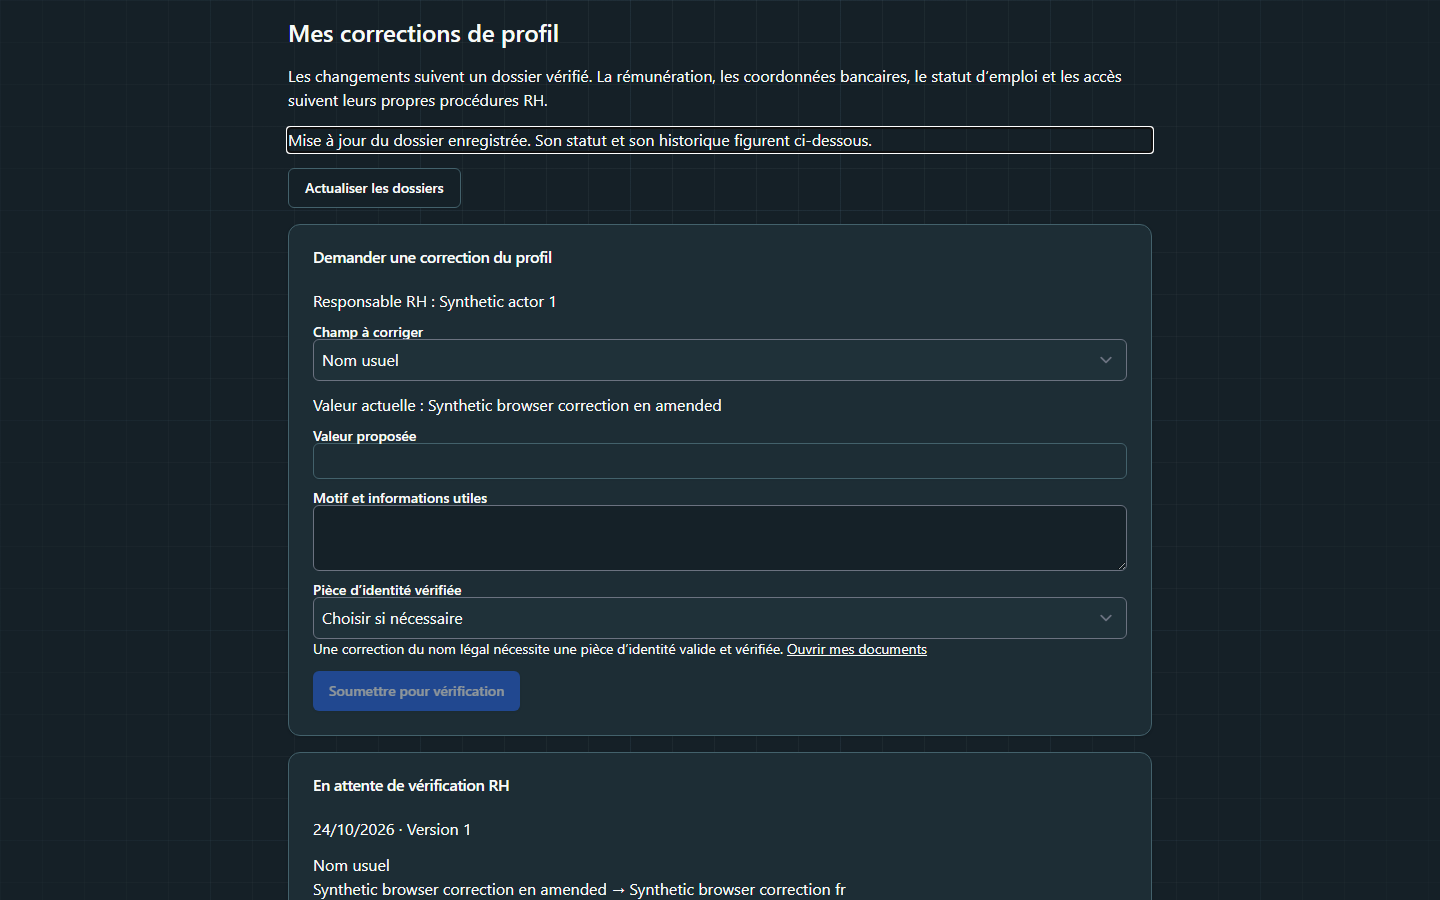 Mes corrections de profil
Les changements suivent un dossier vérifié. La rémunération, les coordonnées bancaires, le statut d’emploi et les accès
suivent leurs propres procédures RH.
Mise à jour du dossier enregistrée. Son statut et son historique figurent ci-dessous.
Actualiser les dossiers
Demander une correction du profil
Responsable RH : Synthetic actor 1
Champ à corriger
Nom usuel
Valeur actuelle : Synthetic browser correction en amended
Valeur proposée
Motif et informations utiles
Pièce d’identité vérifiée
Choisir si nécessaire
Une correction du nom légal nécessite une pièce d’identité valide et vérifiée. Ouvrir mes documents
Soumettre pour vérification
En attente de vérification RH
24/10/2026 · Version 1
Nom usuel
Synthetic browser correction en amended → Synthetic browser correction fr